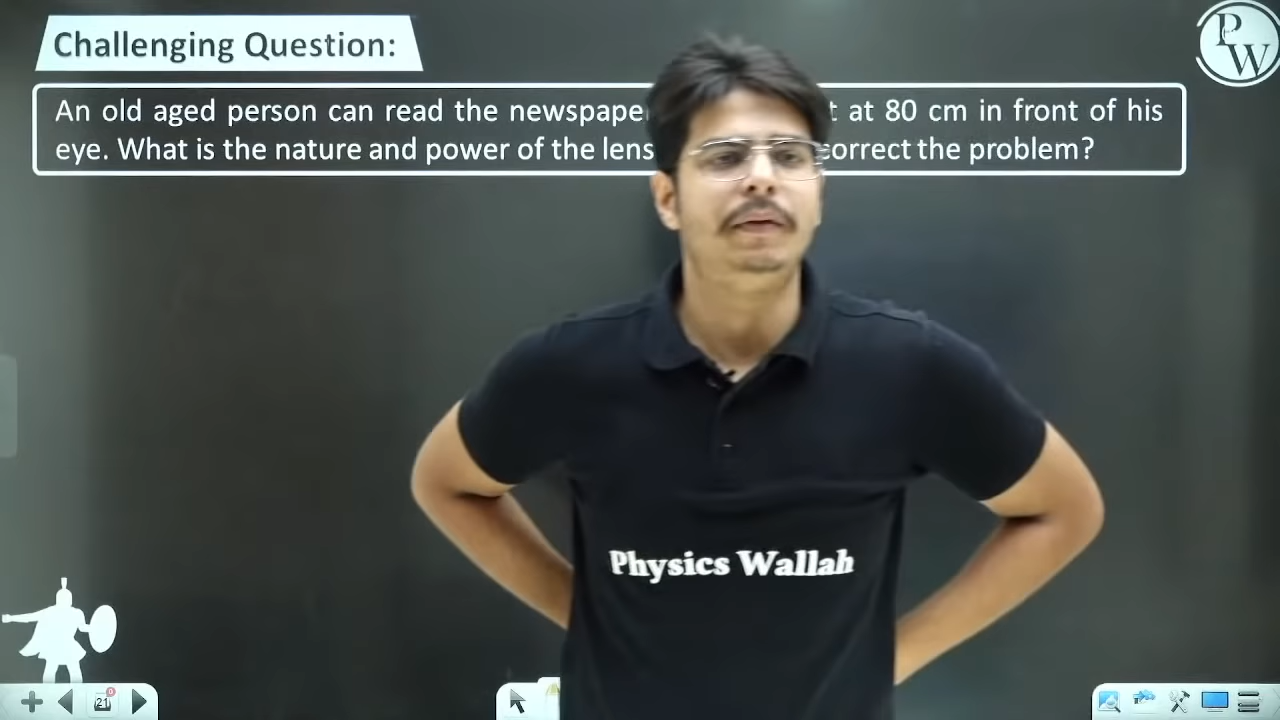 Challenging Question:
PW
An old aged person can read the newspaper at 80 cm in front of his
eye. What is the nature and power of the lens correct the problem?
Physics Wallah
21